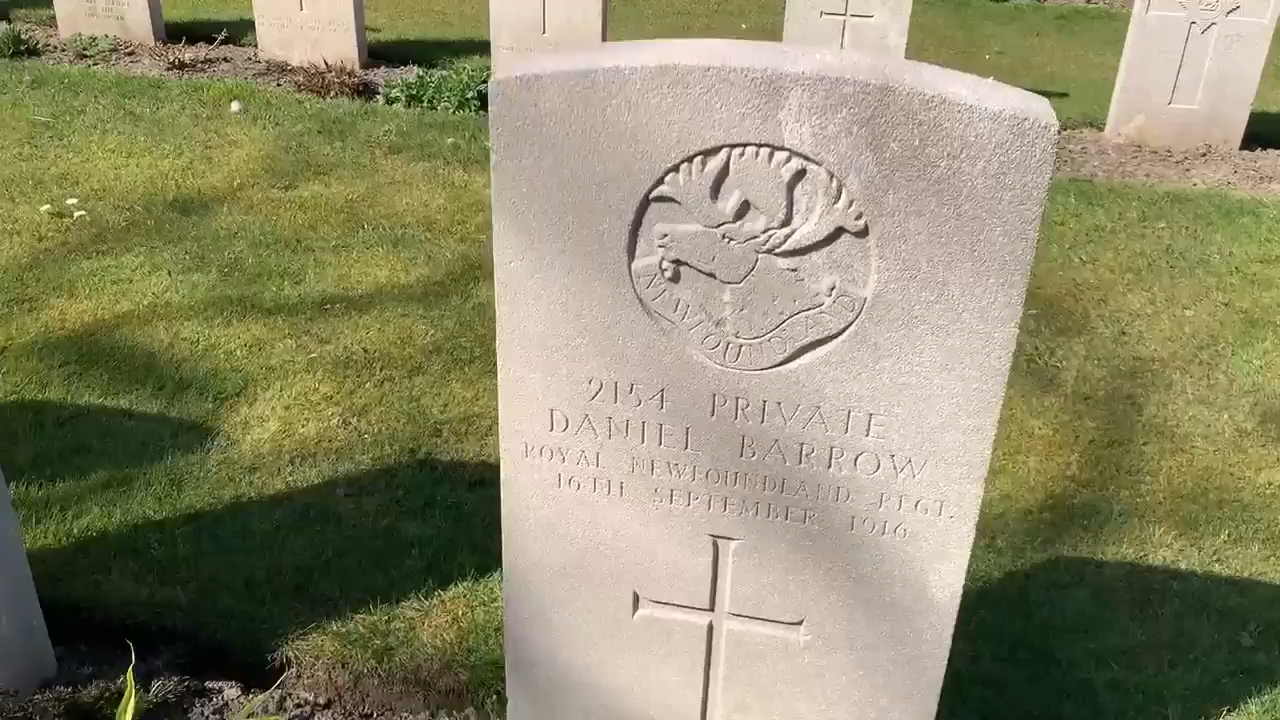 NEWFOUNDLAND
2154 PRIVATE
DANIEL BARROW
ROYAL NEWFOUNDLAND REGT.
16TH SEPTEMBER 1916